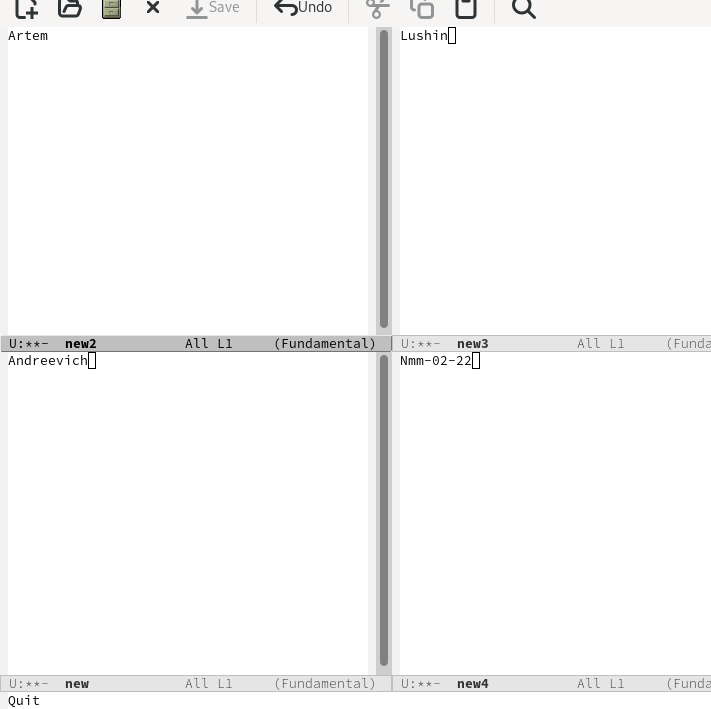 Save Undo
Artem
Lushin
U:**- new2 All L1 (Fundamental)
U:**- new3 All L1 (Funda
Andreevich
Nmm-02-22
U:**- new All L1 (Fundamental)
U:**- new4 All L1 (Funda
Quit